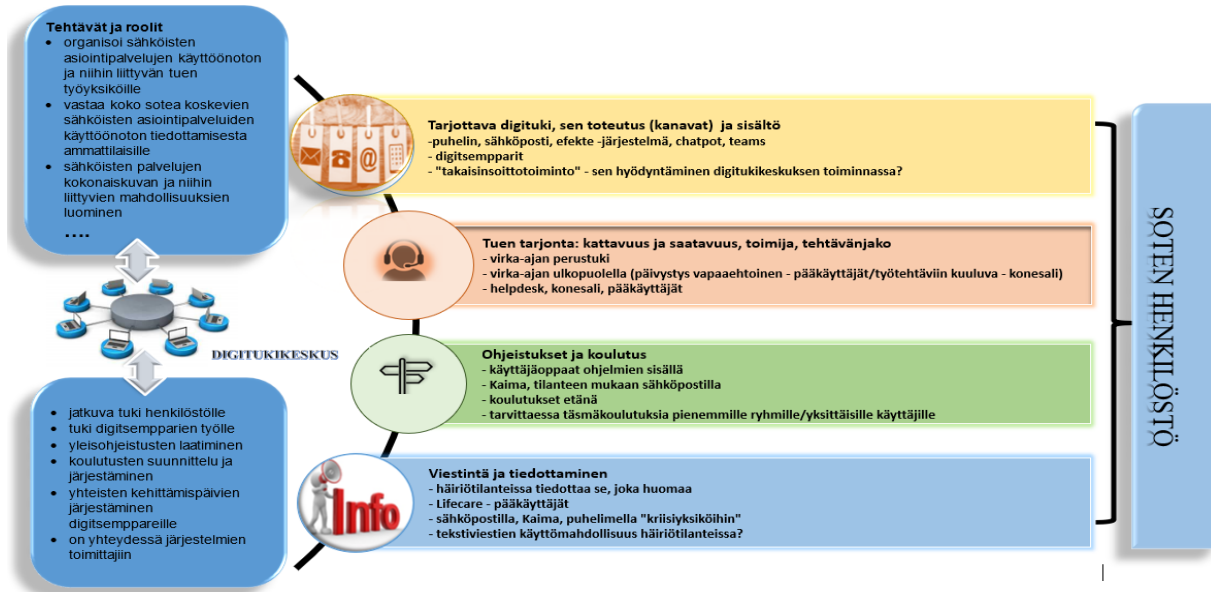 Tehtävät ja roolit
• organisoi sähköisten
asiointipalvelujen käyttöönoton
ja niihin liittyvän tuen
työyksiköille
• vastaa koko sotea koskevien
sähköisten asiointipalveluiden
käyttöönoton tiedottamisesta
ammattilaisille
• sähköisten palvelujen
kokonaiskuvan ja niihin
liittyvien mahdollisuuksien
luominen
....
DIGITUKIKESKUS
• jatkuva tuki henkilöstölle
• tuki digitsempparien työlle
• yleisohjeistusten laatiminen
• koulutusten suunnittelu ja
järjestäminen
• yhteisten kehittämispäivien
järjestäminen
digitsemppareille
• on yhteydessä järjestelmien
toimittajiin
Tarjottava digituki, sen toteutus (kanavat) ja sisältö
-puhelin, sähköposti, efekte -järjestelmä, chatpot, teams
- digitsempparit
- "takaisinsoittotoiminto" - sen hyödyntäminen digitukikeskuksen toiminnassa?
Tuen tarjonta: kattavuus ja saatavuus, toimija, tehtävänjako
- virka-ajan perustuki
- virka-ajan ulkopuolella (päivystys vapaaehtoinen - pääkäyttäjät/työtehtäviin kuuluva - konesali)
- helpdesk, konesali, pääkäyttäjät
Ohjeistukset ja koulutus
- käyttäjäoppaat ohjelmien sisällä
- Kaima, tilanteen mukaan sähköpostilla
- koulutukset etänä
- tarvittaessa täsmäkoulutuksia pienemmille ryhmille/yksittäisille käyttäjille
Info
Viestintä ja tiedottaminen
- häiriötilanteissa tiedottaa se, joka huomaa
- Lifecare - pääkäyttäjät
- sähköpostilla, Kaima, puhelimella "kriisiyksiköihin"
- tekstiviestien käyttömahdollisuus häiriötilanteissa?
SOTEN HENKILÖSTÖ